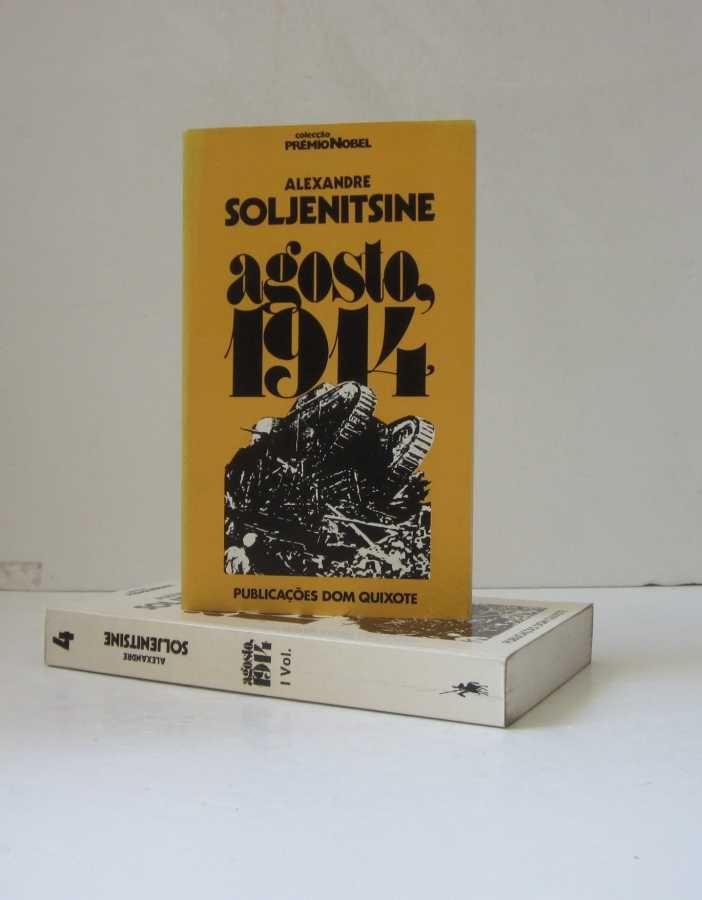 colecção
PRÉMIO NOBEL
ALEXANDRE
SOLJENITSINE
agosto,
1914
PUBLICAÇÕES DOM QUIXOTE
4
ALEXANDRE
SOLJENITSINE
agosto,
1914
I Vol.